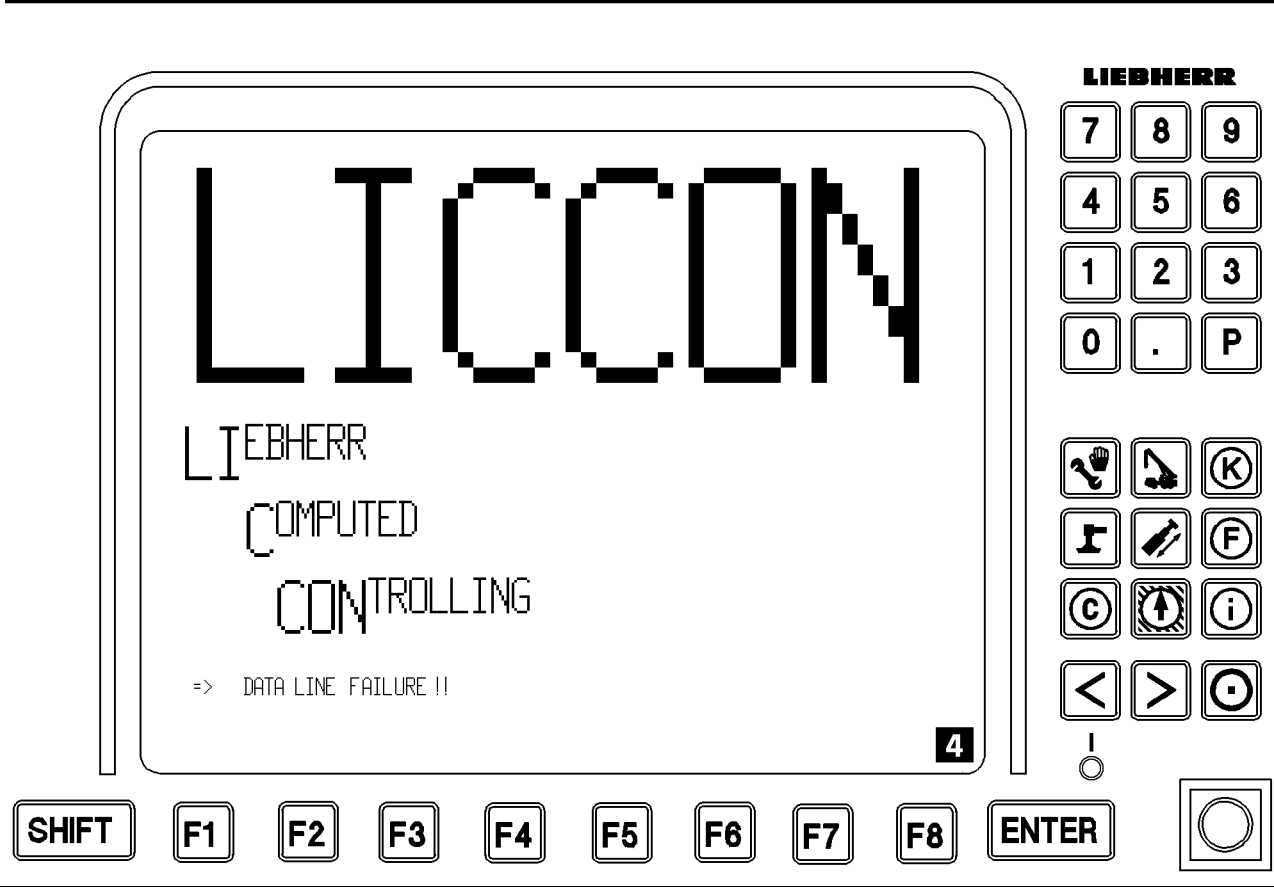 LIEBHERR
7 8 9
LICCON
4 5 6
1 2 3
0 . P
LIEBHERR
COMPUTED
CONTROLLING
K
F
C i
=> DATA LINE FAILURE !!
< >
4
I
SHIFT F1 F2 F3 F4 F5 F6 F7 F8 ENTER